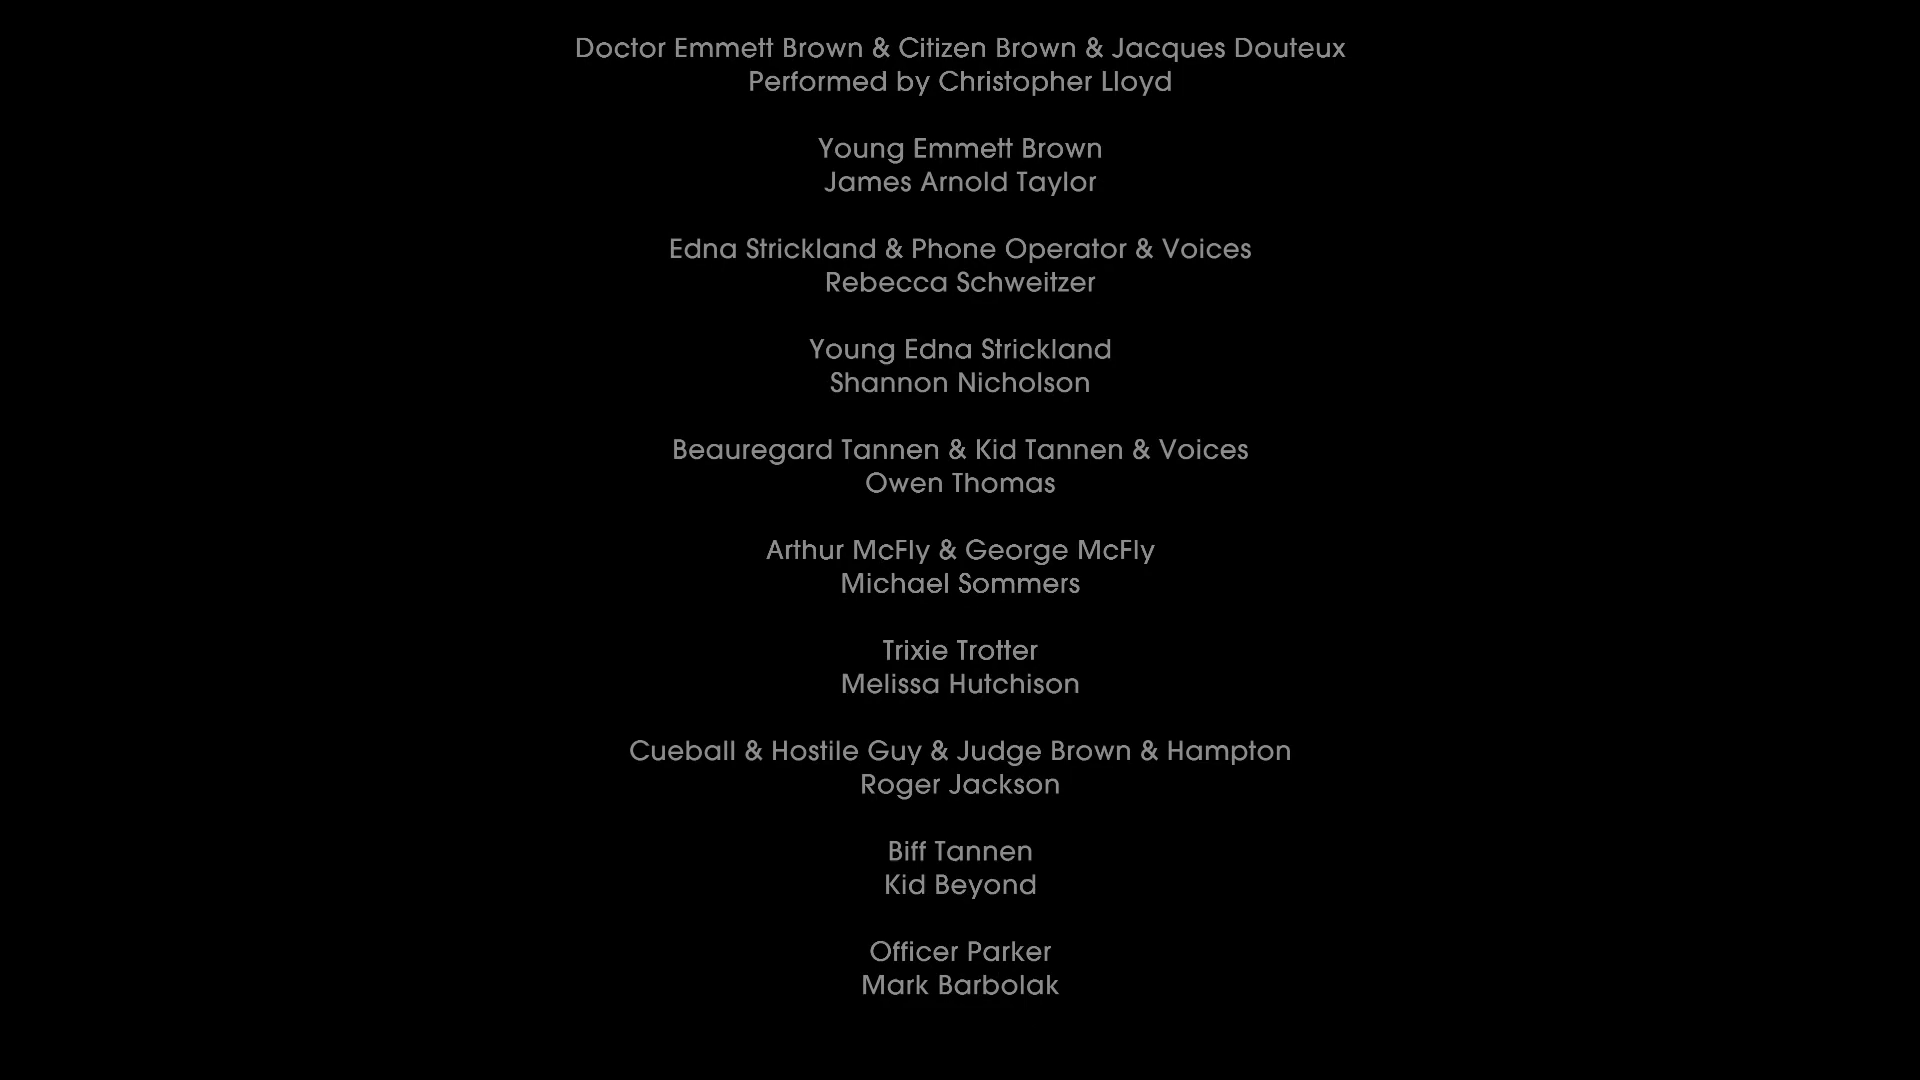 Doctor Emmett Brown & Citizen Brown & Jacques Douteux
Performed by Christopher Lloyd
Young Emmett Brown
James Arnold Taylor
Edna Strickland & Phone Operator & Voices
Rebecca Schweitzer
Young Edna Strickland
Shannon Nicholson
Beauregard Tannen & Kid Tannen & Voices
Owen Thomas
Arthur McFly & George McFly
Michael Sommers
Trixie Trotter
Melissa Hutchison
Cueball & Hostile Guy & Judge Brown & Hampton
Roger Jackson
Biff Tannen
Kid Beyond
Officer Parker
Mark Barbolak